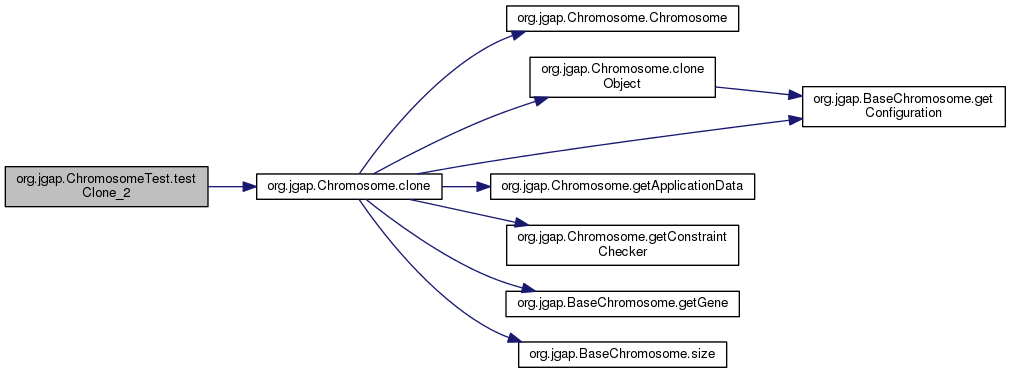 org.jgap.ChromosomeTest.test
Clone_2
org.jgap.Chromosome.clone
org.jgap.Chromosome.Chromosome
org.jgap.Chromosome.clone
Object
org.jgap.BaseChromosome.get
Configuration
org.jgap.Chromosome.getApplicationData
org.jgap.Chromosome.getConstraint
Checker
org.jgap.BaseChromosome.getGene
org.jgap.BaseChromosome.size